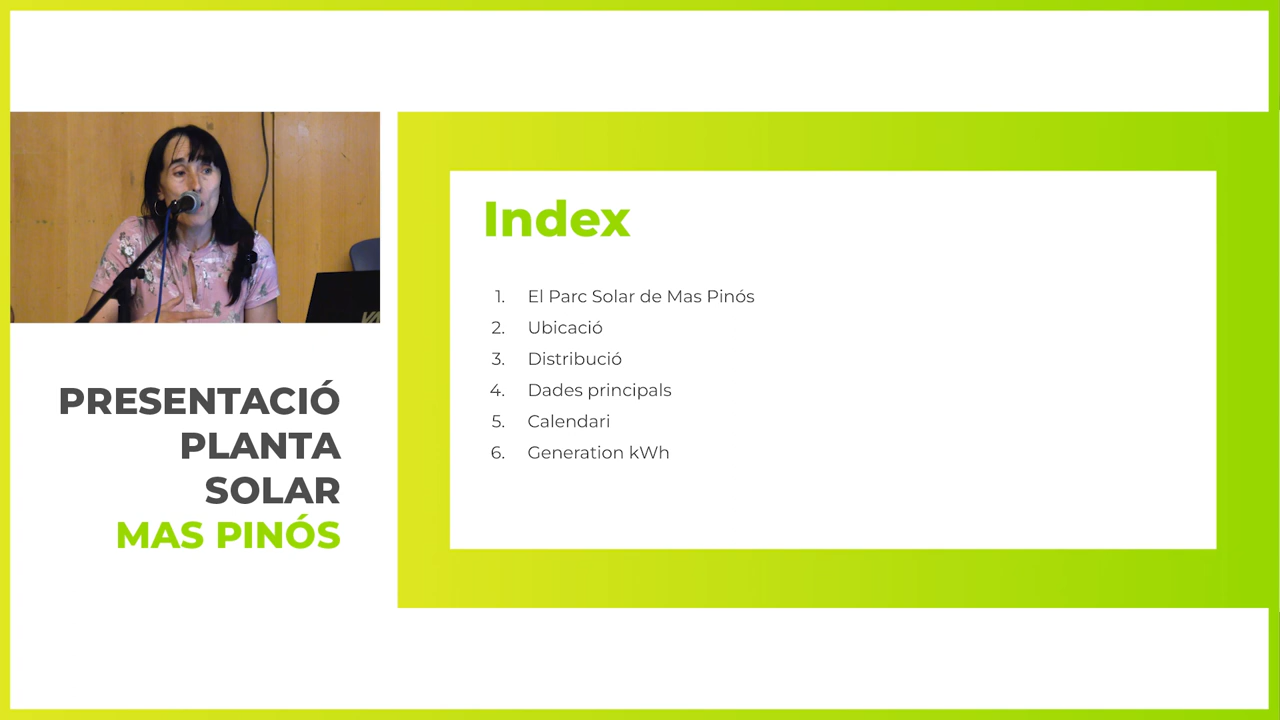 PRESENTACIÓ
PLANTA
SOLAR
MAS PINÓS
Index
1. El Parc Solar de Mas Pinós
2. Ubicació
3. Distribució
4. Dades principals
5. Calendari
6. Generation kWh